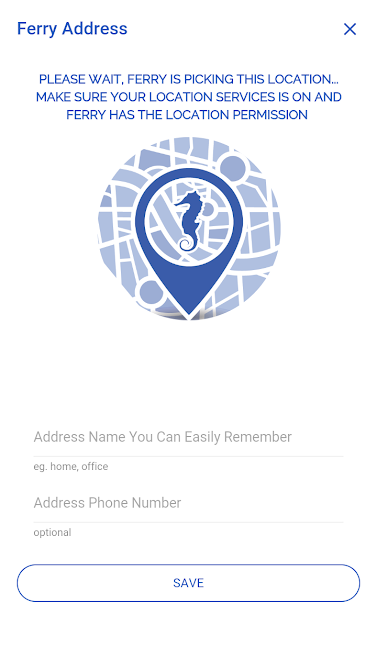 Ferry Address
PLEASE WAIT, FERRY IS PICKING THIS LOCATION...
MAKE SURE YOUR LOCATION SERVICES IS ON AND
FERRY HAS THE LOCATION PERMISSION
Address Name You Can Easily Remember
eg. home, office
Address Phone Number
optional
SAVE